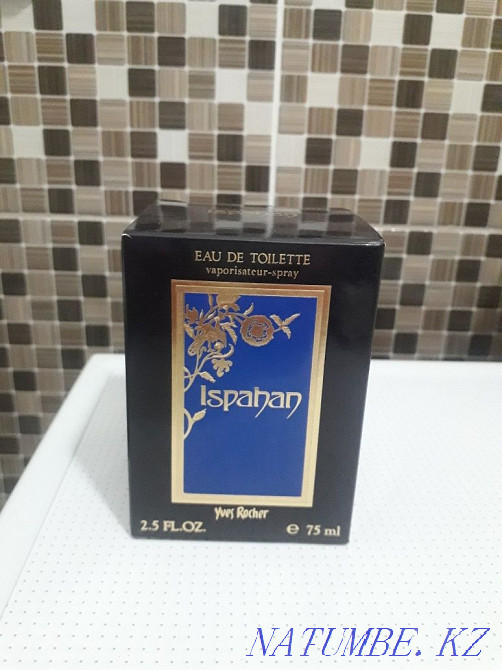 EAU DE TOILETTE
vaporisateur-spray
Ispahan
Yves Rocher
2.5 FL.OZ. e 75 ml
NATUMBE. KZ